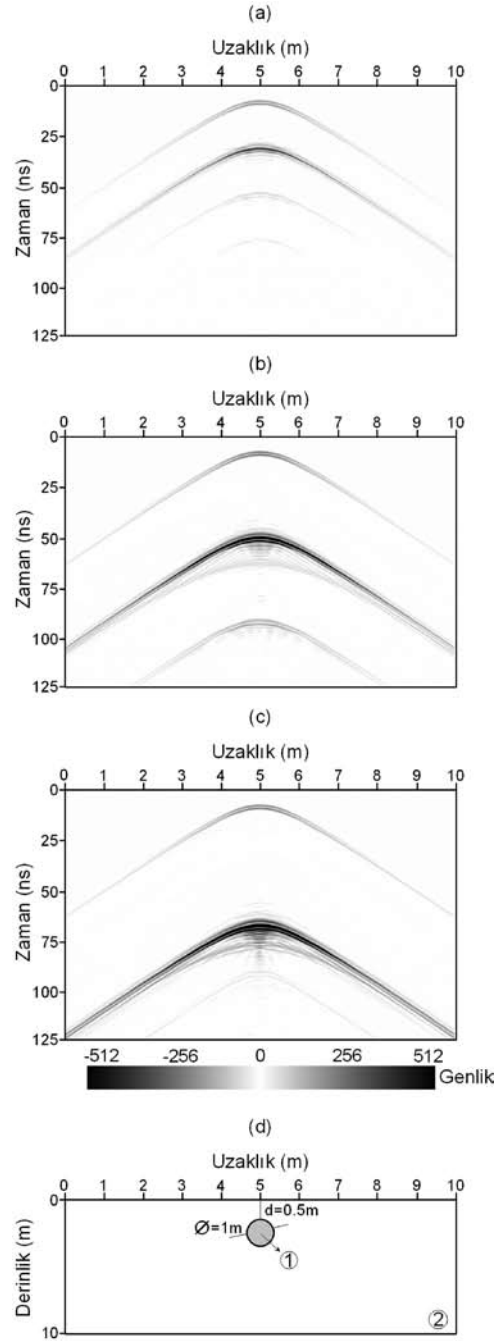 (a)
Uzaklık (m)
0 1 2 3 4 5 6 7 8 9 10
0
25
50
75
100
125
Zaman (ns)
(b)
Uzaklık (m)
0 1 2 3 4 5 6 7 8 9 10
0
25
50
75
100
125
Zaman (ns)
(c)
Uzaklık (m)
0 1 2 3 4 5 6 7 8 9 10
0
25
50
75
100
125
Zaman (ns)
-512 -256 0 256 512
Genlik
(d)
Uzaklık (m)
0 1 2 3 4 5 6 7 8 9 10
0
10
Derinlik (m)
d=0.5m
Ø=1m
①
②